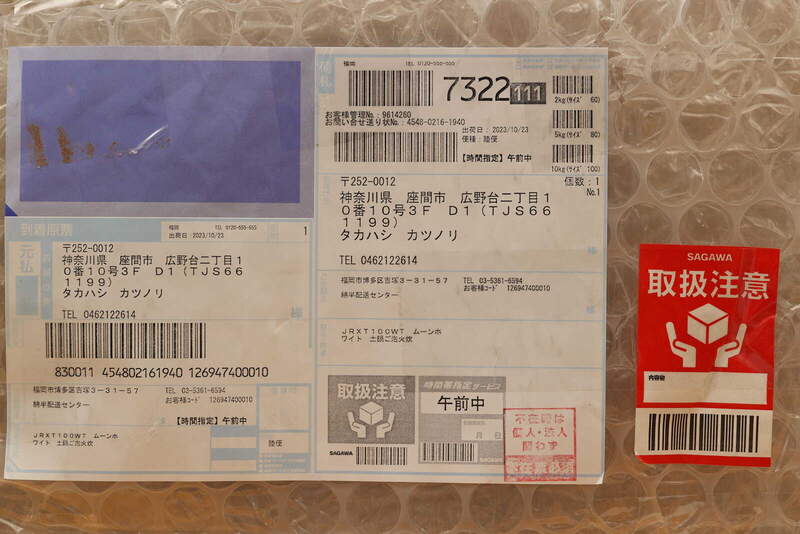 到着原票
福岡 TEL 0120-555-655
出荷日：2023/10/23
1
元払
〒252-0012
神奈川県 座間市 広野台二丁目1
0番10号3F D1（TJS66
1199）
タカハシ カツノリ
様
TEL 0462122614
830011 454802161940 126947400010
福岡市博多区吉塚3－31－57
TEL 03-5361-6594
お客様コード 126947400010
綿半配送センター
【時間指定】午前中
JRXT100WT ムーンホ
ワイト 土鍋ご泡火炊
陸便
荷札
福岡 TEL 0120-555-555
7322 111
2kg(サイズ 60)
5kg(サイズ 80)
10kg(サイズ 100)
お客様管理No.：9614260
お問い合せ送り状No.：4548-0216-1940
出荷日：2023/10/23
便種：陸便
【時間指定】午前中
〒252-0012
個数：1
No.1
神奈川県 座間市 広野台二丁目1
0番10号3F D1（TJS66
1199）
タカハシ カツノリ
様
TEL 0462122614
福岡市博多区吉塚3－31－57
TEL 03-5361-6594
お客様コード 126947400010
綿半配送センター
JRXT100WT ムーンホ
ワイト 土鍋ご泡火炊
取扱注意
SAGAWA
時間帯指定サービス
午前中
月 日
不在時は
個人・法人
問わず
不在票必須
SAGAWA
取扱注意
内容物